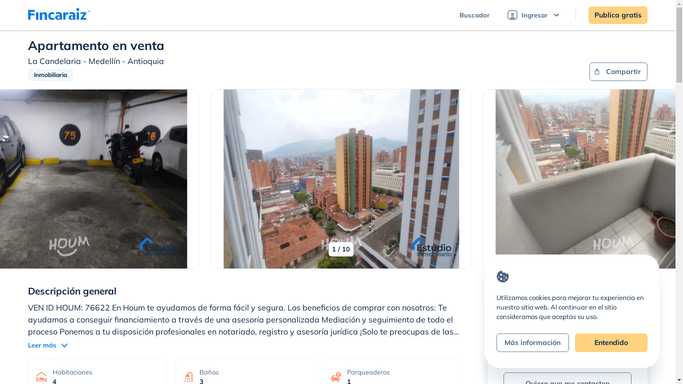 Fincaraiz
Buscador
Ingresar
Publica gratis
Apartamento en venta
La Candelaria - Medellín - Antioquia
Inmobiliaria
Compartir
75
76
HOUM
HOUM
Estudio
1 / 10
Descripción general
VEN ID HOUM: 76622 En Houm te ayudamos de forma fácil y segura. Los beneficios de comprar con nosotros: Te
ayudamos a conseguir financiamiento a través de una asesoría personalizada Mediación y seguimiento de todo el
proceso Ponemos a tu disposición profesionales en notariado, registro y asesoría jurídica ¡Solo te preocupas de las...
Leer más
Habitaciones
4
Baños
3
Parqueaderos
1
Utilizamos cookies para mejorar tu experiencia en
nuestro sitio web. Al continuar en el sitio
consideramos que aceptas su uso.
Más información
Entendido
Quiero que me contacten